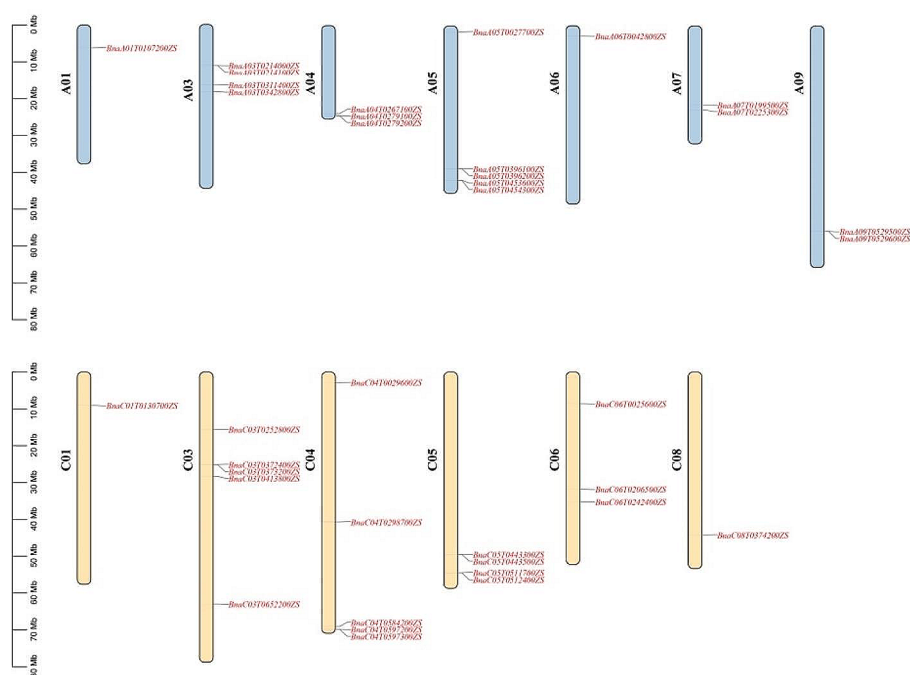 0 Mb
10 Mb
20 Mb
30 Mb
40 Mb
50 Mb
60 Mb
70 Mb
80 Mb
A01
BnaA01T0107200ZS
A03
BnaA03T0214000ZS
BnaA03T0214100ZS
BnaA03T0311400ZS
BnaA03T0342800ZS
A04
BnaA04T0267100ZS
BnaA04T0279100ZS
BnaA04T0279200ZS
A05
BnaA05T0027700ZS
BnaA05T0396100ZS
BnaA05T0396200ZS
BnaA05T0453600ZS
BnaA05T0454300ZS
A06
BnaA06T0042800ZS
A07
BnaA07T0199500ZS
BnaA07T0225300ZS
A09
BnaA09T0529500ZS
BnaA09T0529600ZS
0 Mb
10 Mb
20 Mb
30 Mb
40 Mb
50 Mb
60 Mb
70 Mb
C01
BnaC01T0130700ZS
C03
BnaC03T0252800ZS
BnaC03T0372400ZS
BnaC03T0373200ZS
BnaC03T0413800ZS
BnaC03T0652200ZS
C04
BnaC04T0029600ZS
BnaC04T0298700ZS
BnaC04T0584200ZS
BnaC04T0597200ZS
BnaC04T0597300ZS
C05
BnaC05T0443300ZS
BnaC05T0443500ZS
BnaC05T0511700ZS
BnaC05T0512400ZS
C06
BnaC06T0025600ZS
BnaC06T0206500ZS
BnaC06T0242400ZS
C08
BnaC08T0374200ZS